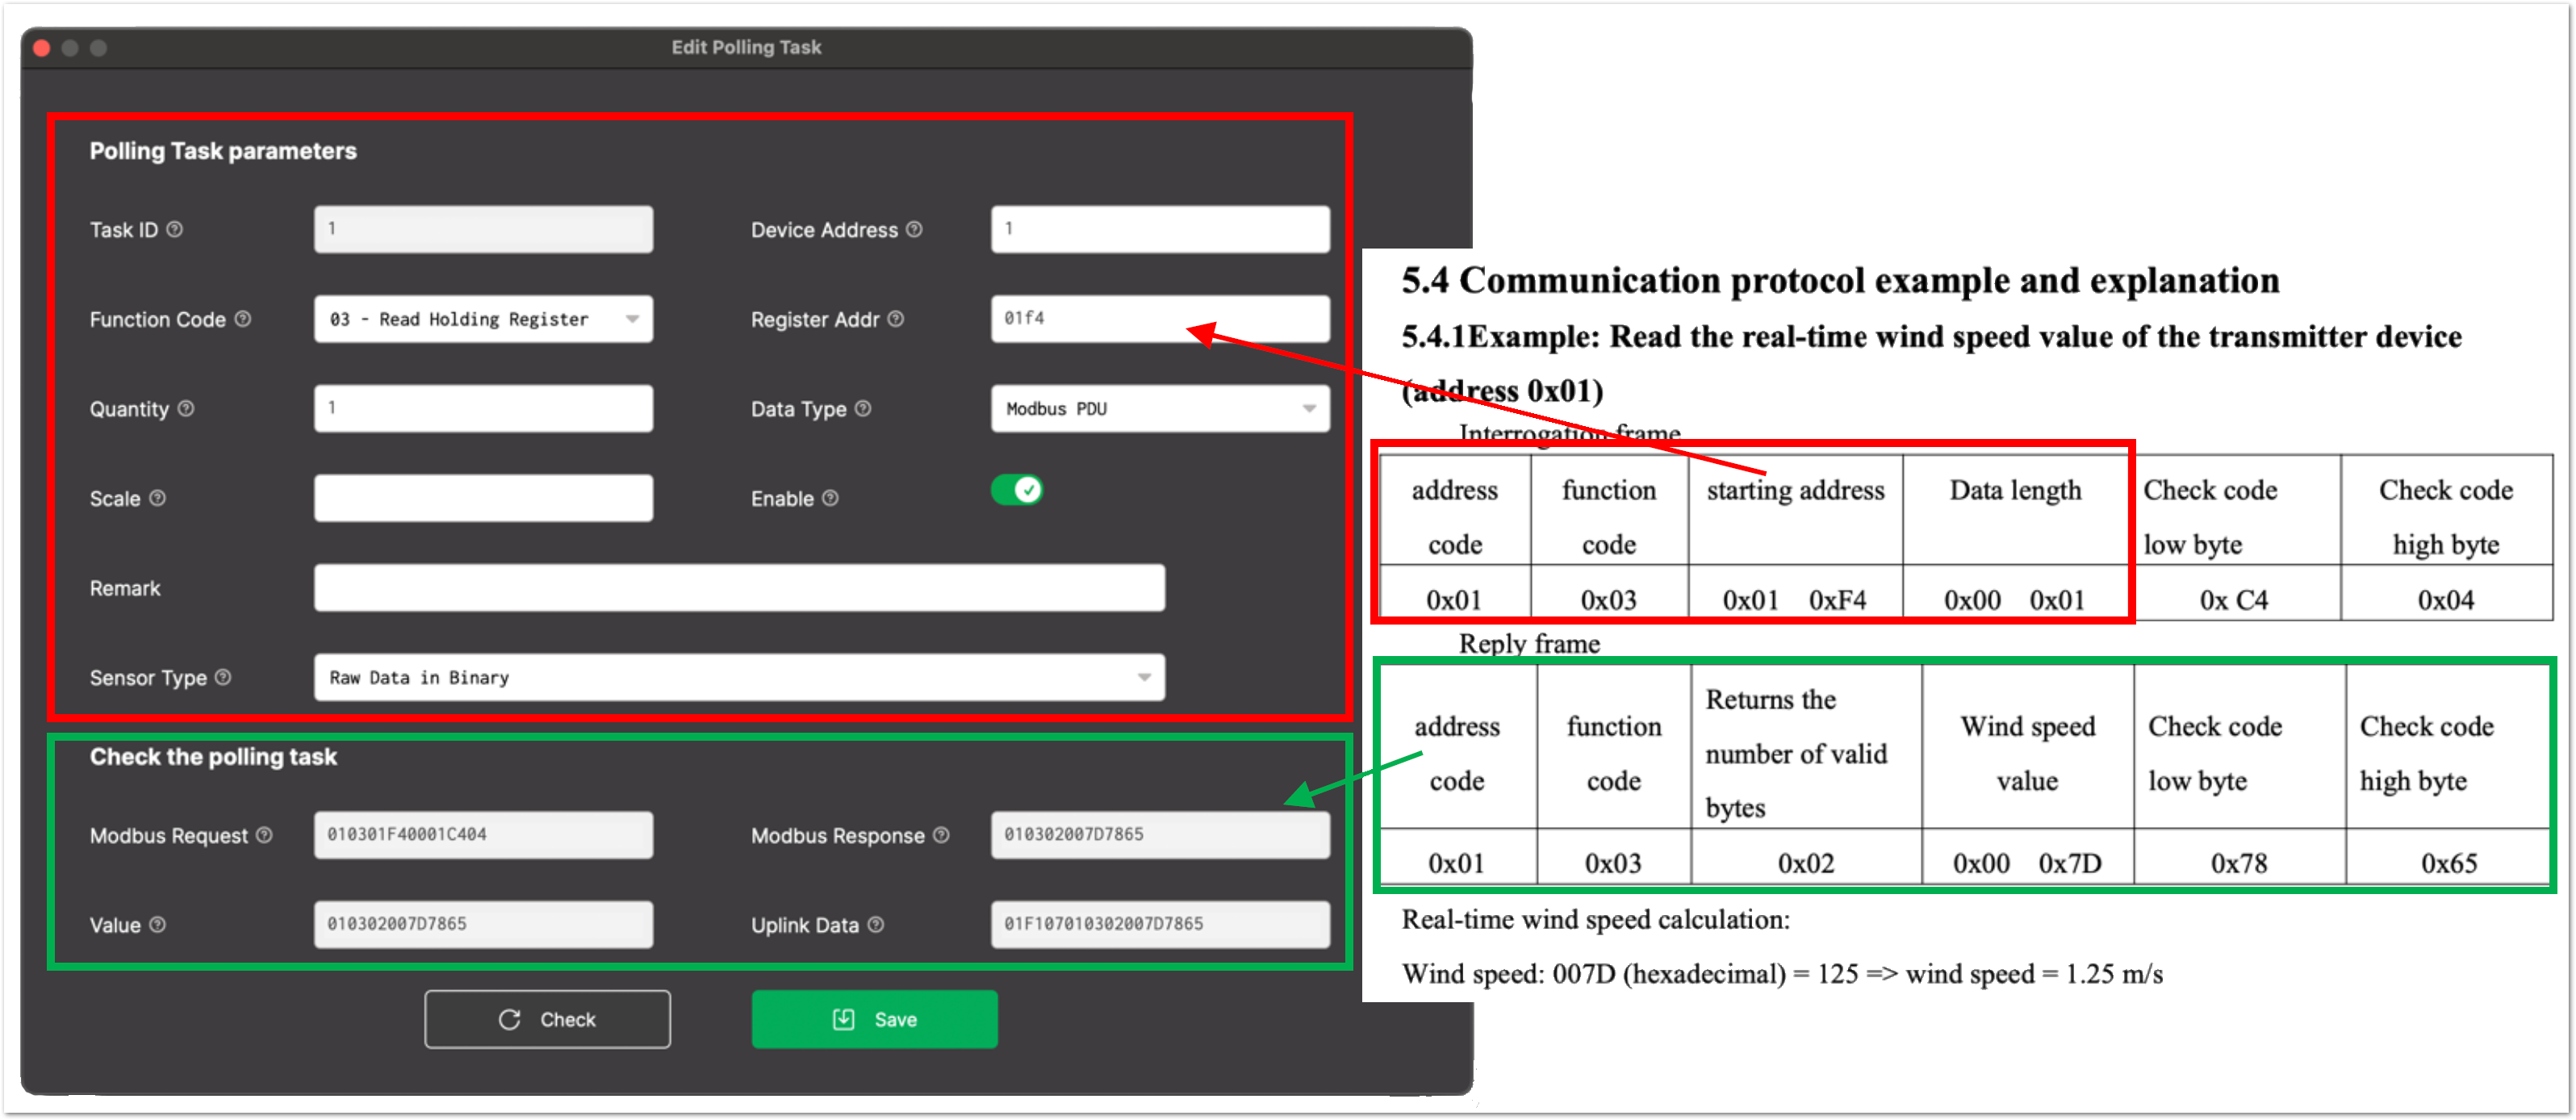 Edit Polling Task
Polling Task parameters
Task ID 1 Device Address 1
Function Code 03 - Read Holding Register Register Addr 01f4
Quantity 1 Data Type Modbus PDU
Scale Enable
Remark
Sensor Type Raw Data in Binary
Check the polling task
Modbus Request 010301F40001C404 Modbus Response 010302007D7865
Value 010302007D7865 Uplink Data 01F107010302007D7865
Check Save
5.4 Communication protocol example and explanation
5.4.1Example: Read the real-time wind speed value of the transmitter device
(address 0x01)
Interrogation frame
address code function code starting address Data length Check code low byte Check code high byte
0x01 0x03 0x01 0xF4 0x00 0x01 0x C4 0x04
Reply frame
address code function code Returns the number of valid bytes Wind speed value Check code low byte Check code high byte
0x01 0x03 0x02 0x00 0x7D 0x78 0x65
Real-time wind speed calculation:
Wind speed: 007D (hexadecimal) = 125 => wind speed = 1.25 m/s